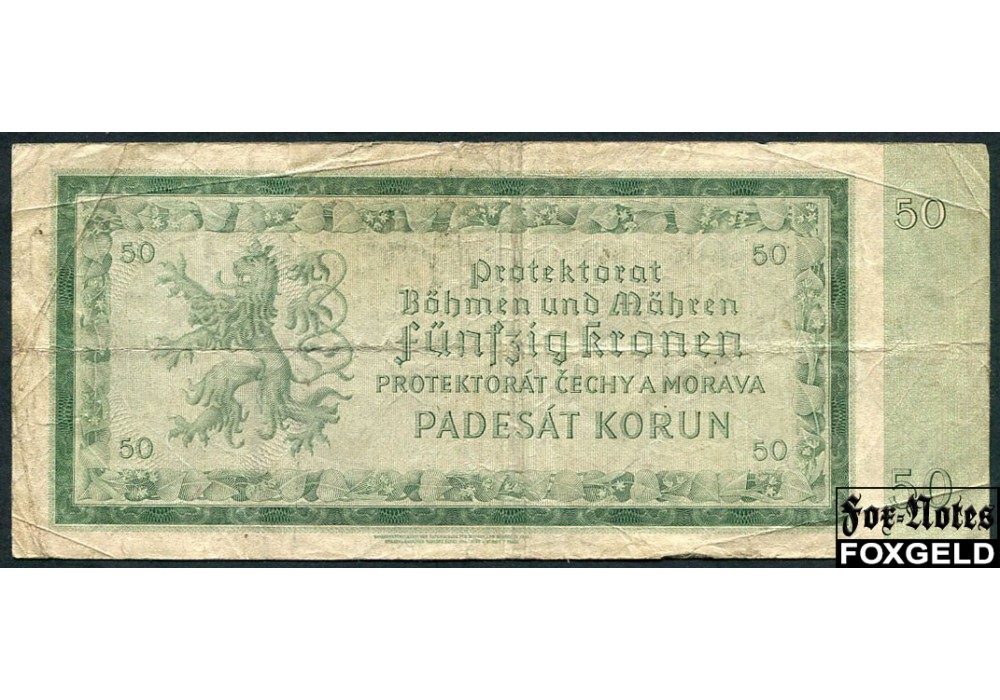 50
50
50
Protektorat
Böhmen und Mähren
Fünfzig Kronen
PROTEKTORÁT ČECHY A MORAVA
PADESÁT KORUN
50
50
50
Fox-Notes
FOXGELD